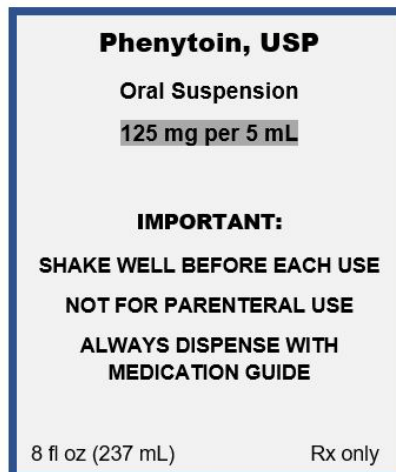 Phenytoin, USP
Oral Suspension
125 mg per 5 mL
IMPORTANT:
SHAKE WELL BEFORE EACH USE
NOT FOR PARENTERAL USE
ALWAYS DISPENSE WITH
MEDICATION GUIDE
8 fl oz (237 mL) Rx only